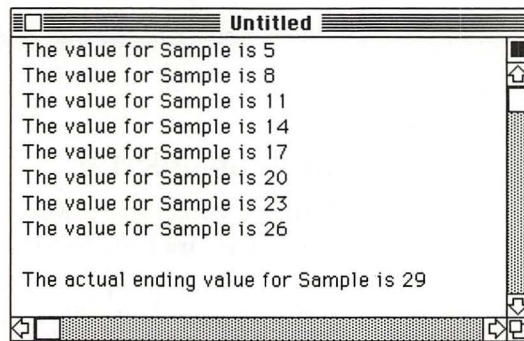 Untitled
The value for Sample is 5
The value for Sample is 8
The value for Sample is 11
The value for Sample is 14
The value for Sample is 17
The value for Sample is 20
The value for Sample is 23
The value for Sample is 26
The actual ending value for Sample is 29